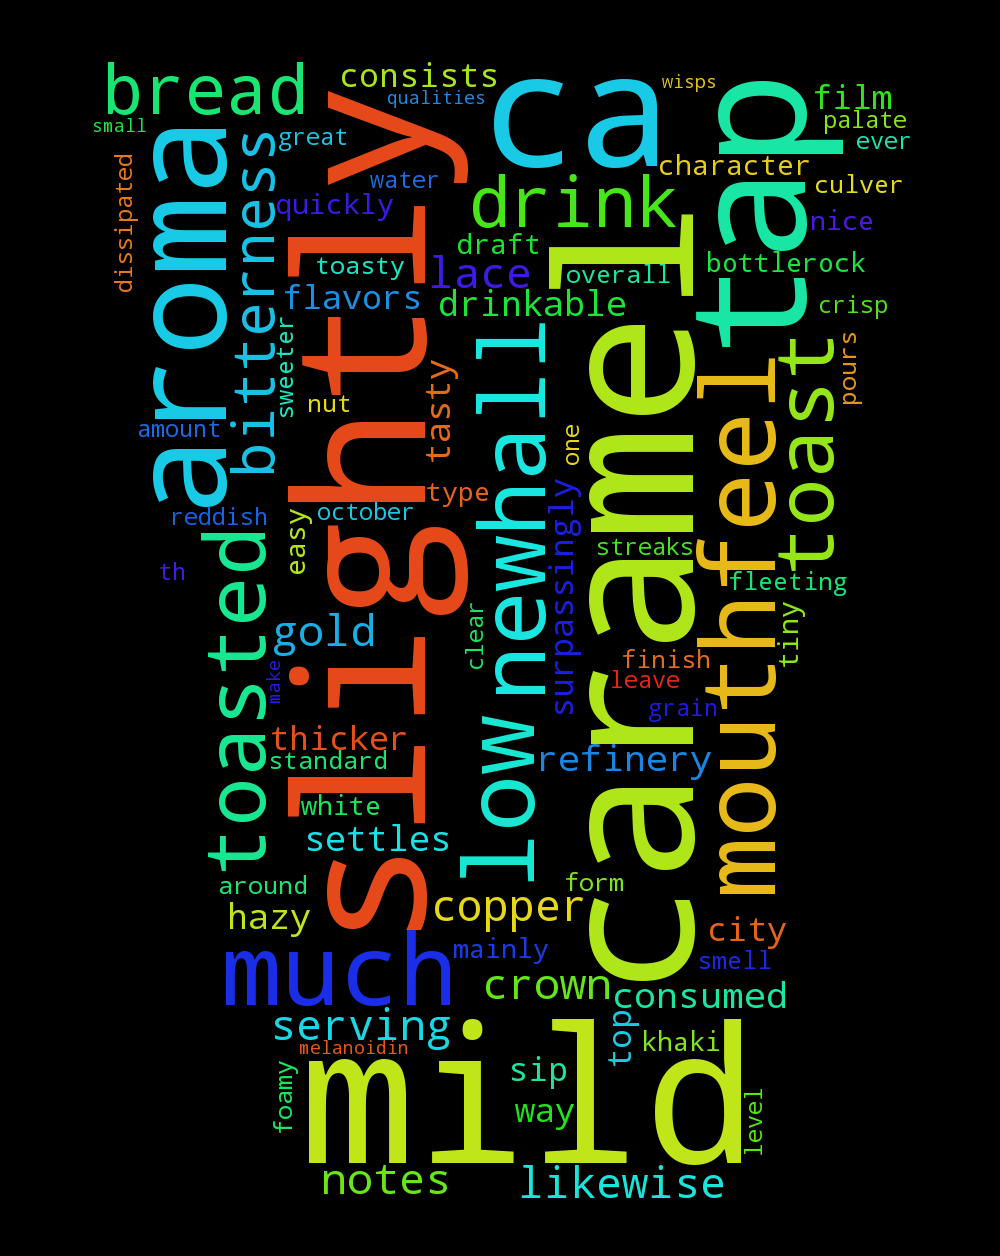 bread
consists
ca
wisps
qualities
film
small
great
palate
ever
aroma
bitterness
slightly
tap
character
dissipated
water
drink
culver
quickly
nice
draft
toasty
lace
overall
bottlerock
flavors
drinkable
caramel
crisp
sweeter
newhall
toast
pours
tasty
mouthfeel
nut
amount
one
type
surpassingly
october
reddish
easy
streaks
th
toasted
fleeting
clear
tiny
gold
make
finish
leave
grain
low
thicker
standard
refinery
white
settles
around
form
hazy
copper
city
much
mainly
smell
crown
consumed
serving
top
melanoidin
mild
khaki
foamy
sip
level
way
notes
likewise